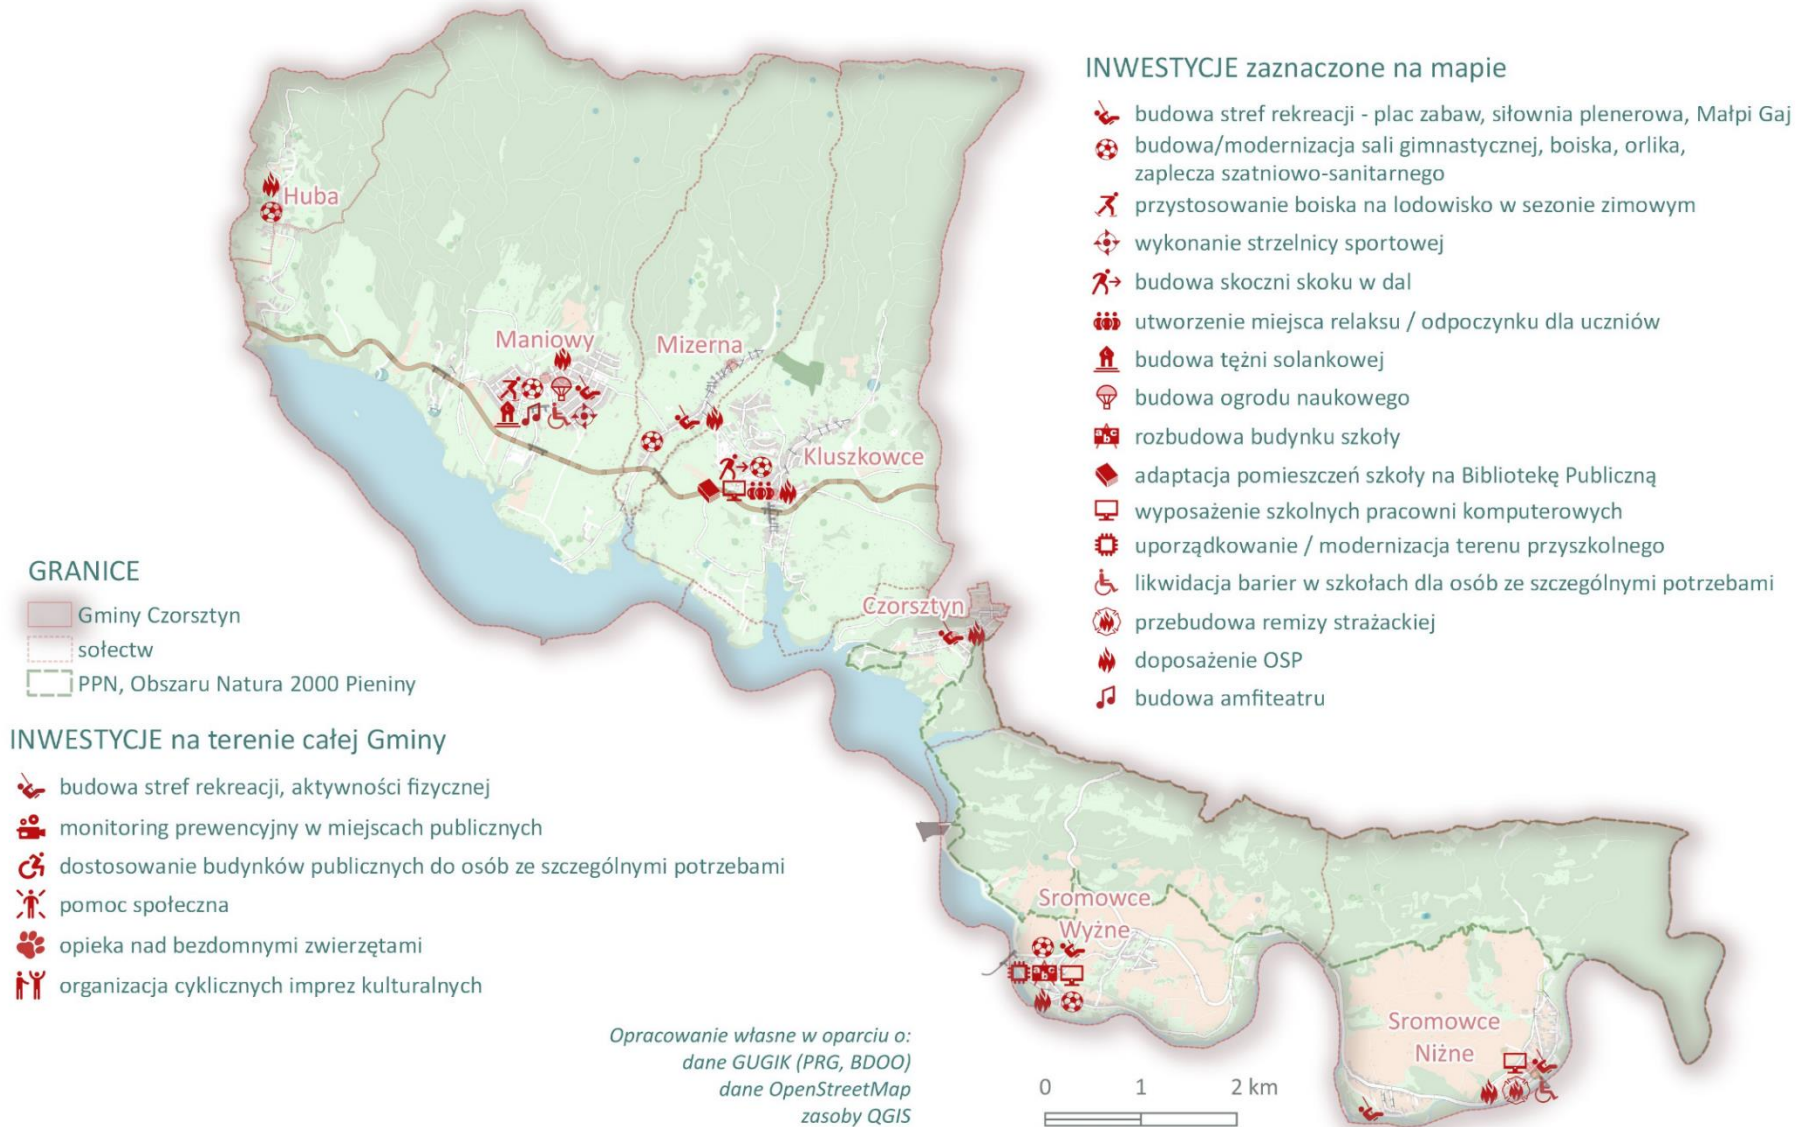 INWESTYCJE zaznaczone na mapie
budowa stref rekreacji - plac zabaw, siłownia plenerowa, Małpi Gaj
budowa/modernizacja sali gimnastycznej, boiska, orlika,
zaplecza szatniowo-sanitarnego
przystosowanie boiska na lodowisko w sezonie zimowym
wykonanie strzelnicy sportowej
budowa skoczni skoku w dal
utworzenie miejsca relaksu / odpoczynku dla uczniów
budowa tężni solankowej
budowa ogrodu naukowego
rozbudowa budynku szkoły
adaptacja pomieszczeń szkoły na Bibliotekę Publiczną
wyposażenie szkolnych pracowni komputerowych
uporządkowanie / modernizacja terenu przyszkolnego
likwidacja barier w szkołach dla osób ze szczególnymi potrzebami
przebudowa remizy strażackiej
doposażenie OSP
budowa amfiteatru
Huba
Maniowy
Mizerna
Kluszkowce
Czorsztyn
Sromowce
Wyżne
Sromowce
Niżne
GRANICE
Gminy Czorsztyn
sołectw
PPN, Obszaru Natura 2000 Pieniny
INWESTYCJE na terenie całej Gminy
budowa stref rekreacji, aktywności fizycznej
monitoring prewencyjny w miejscach publicznych
dostosowanie budynków publicznych do osób ze szczególnymi potrzebami
pomoc społeczna
opieka nad bezdomnymi zwierzętami
organizacja cyklicznych imprez kulturalnych
Opracowanie własne w oparciu o:
dane GUGIK (PRG, BDOO)
dane OpenStreetMap
zasoby QGIS
0 1 2 km